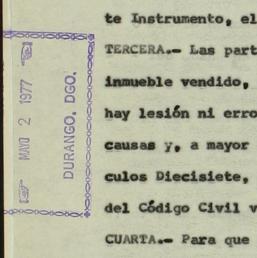 MAYO 2 1977
DURANGO, DGO.
te Instrumento, el
TERCERA.- Las part
inmueble vendido,
hay lesión ni erro
causas y, a mayor
culos Diecisiete,
del Código Civil v
CUARTA.- Para que